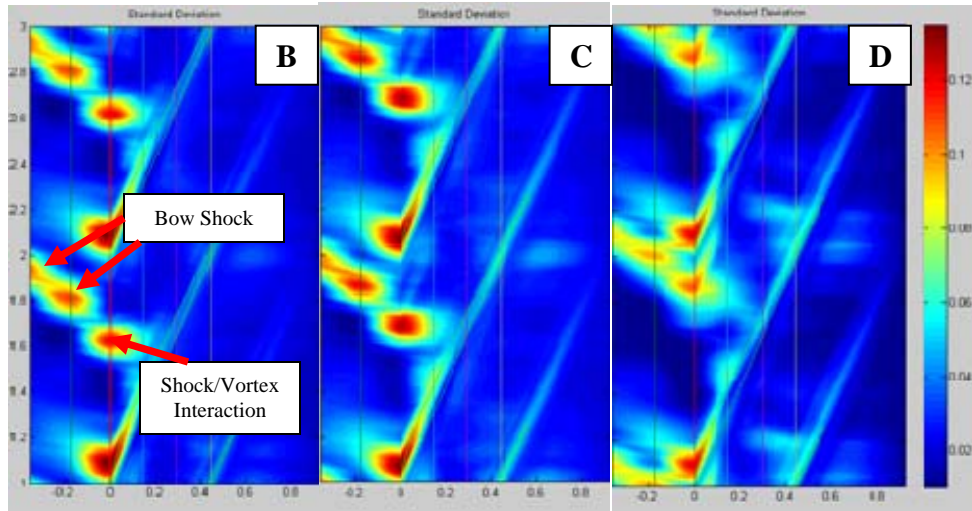 Standard Deviation
Standard Deviation
Standard Deviation
B
C
D
Bow Shock
Shock/Vortex
Interaction
3
2.8
2.6
2.4
2.2
2
1.8
1.6
1.4
1.2
1
0.12
0.1
0.08
0.06
0.04
0.02
-0.2 0 0.2 0.4 0.6 0.8
-0.2 0 0.2 0.4 0.6 0.8
-0.2 0 0.2 0.4 0.6 0.8